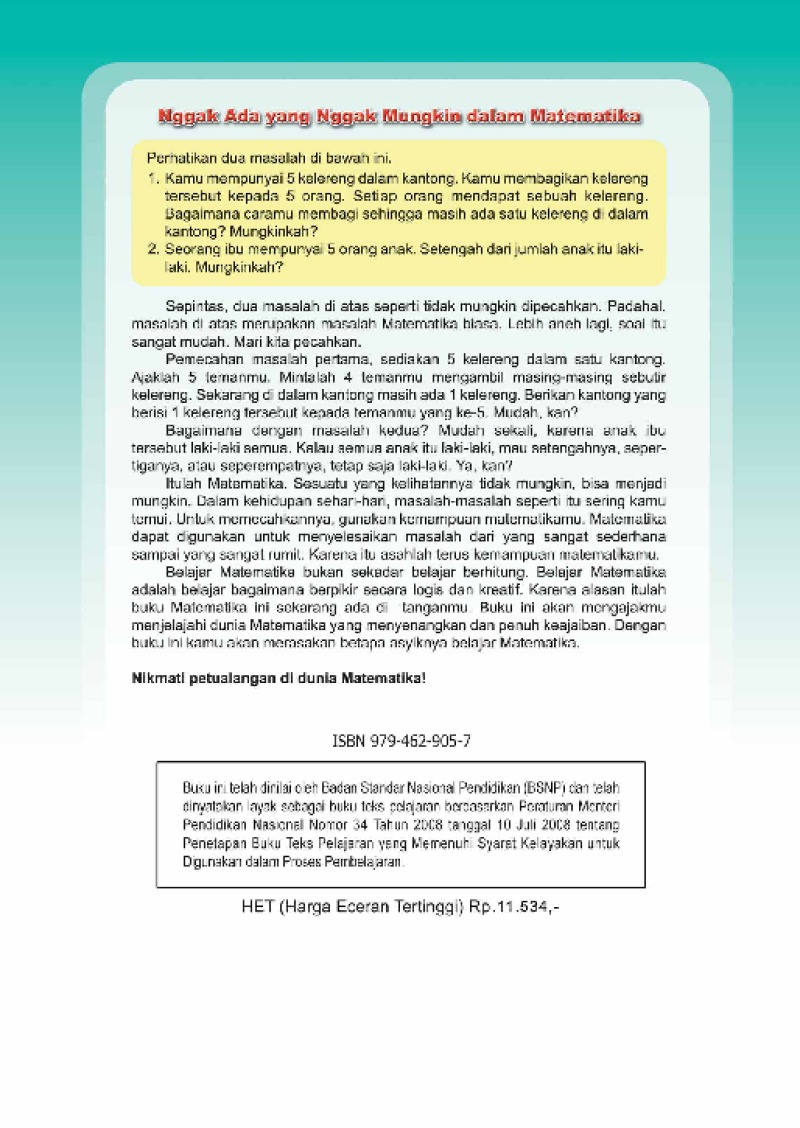 Nggak Ada yang Nggak Mungkin dalam Matematika
Perhatikan dua masalah di bawah ini.
1. Kamu mempunyai 5 kelereng dalam kantong. Kamu membagikan kelereng
tersebut kepada 5 orang. Setiap orang mendapat sebuah kelereng.
Bagaimana caramu membagi sehingga masih ada satu kelereng di dalam
kantong? Mungkinkah?
2. Seorang ibu mempunyai 5 orang anak. Setengah dari jumlah anak itu laki-
laki. Mungkinkah?
Sepintas, dua masalah di atas seperti tidak mungkin dipecahkan. Padahal,
masalah di atas merupakan masalah Matematika biasa. Lebih aneh lagi, soal itu
sangat mudah. Mari kita pecahkan.
Pemecahan masalah pertama, sediakan 5 kelereng dalam satu kantong.
Ajaklah 5 temanmu. Mintalah 4 temanmu mengambil masing-masing sebutir
kelereng. Sekarang di dalam kantong masih ada 1 kelereng. Berikan kantong yang
berisi 1 kelereng tersebut kepada temanmu yang ke-5. Mudah, kan?
Bagaimana dengan masalah kedua? Mudah sekali, karena anak ibu
tersebut laki-laki semua. Kalau semua anak itu laki-laki, mau setengahnya, seper-
tiganya, atau seperempatnya, tetap saja laki-laki. Ya, kan?
Itulah Matematika. Sesuatu yang kelihatannya tidak mungkin, bisa menjadi
mungkin. Dalam kehidupan sehari-hari, masalah-masalah seperti itu sering kamu
temui. Untuk memecahkannya, gunakan kemampuan matematikamu. Matematika
dapat digunakan untuk menyelesaikan masalah dari yang sangat sederhana
sampai yang sangat rumit. Karena itu asahlah terus kemampuan matematikamu.
Belajar Matematika bukan sekadar belajar berhitung. Belajar Matematika
adalah belajar bagaimana berpikir secara logis dan kreatif. Karena alasan itulah
buku Matematika ini sekarang ada di tanganmu. Buku ini akan mengajakmu
menjelajahi dunia Matematika yang menyenangkan dan penuh keajaiban. Dengan
buku ini kamu akan merasakan betapa asyiknya belajar Matematika.
Nikmati petualangan di dunia Matematika!
ISBN 979-462-905-7
Buku ini telah dinilai oleh Badan Standar Nasional Pendidikan (BSNP) dan telah
dinyatakan layak sebagai buku teks pelajaran berdasarkan Peraturan Menteri
Pendidikan Nasional Nomor 34 Tahun 2008 tanggal 10 Juli 2008 tentang
Penetapan Buku Teks Pelajaran yang Memenuhi Syarat Kelayakan untuk
Digunakan dalam Proses Pembelajaran.
HET (Harga Eceran Tertinggi) Rp.11.534,-